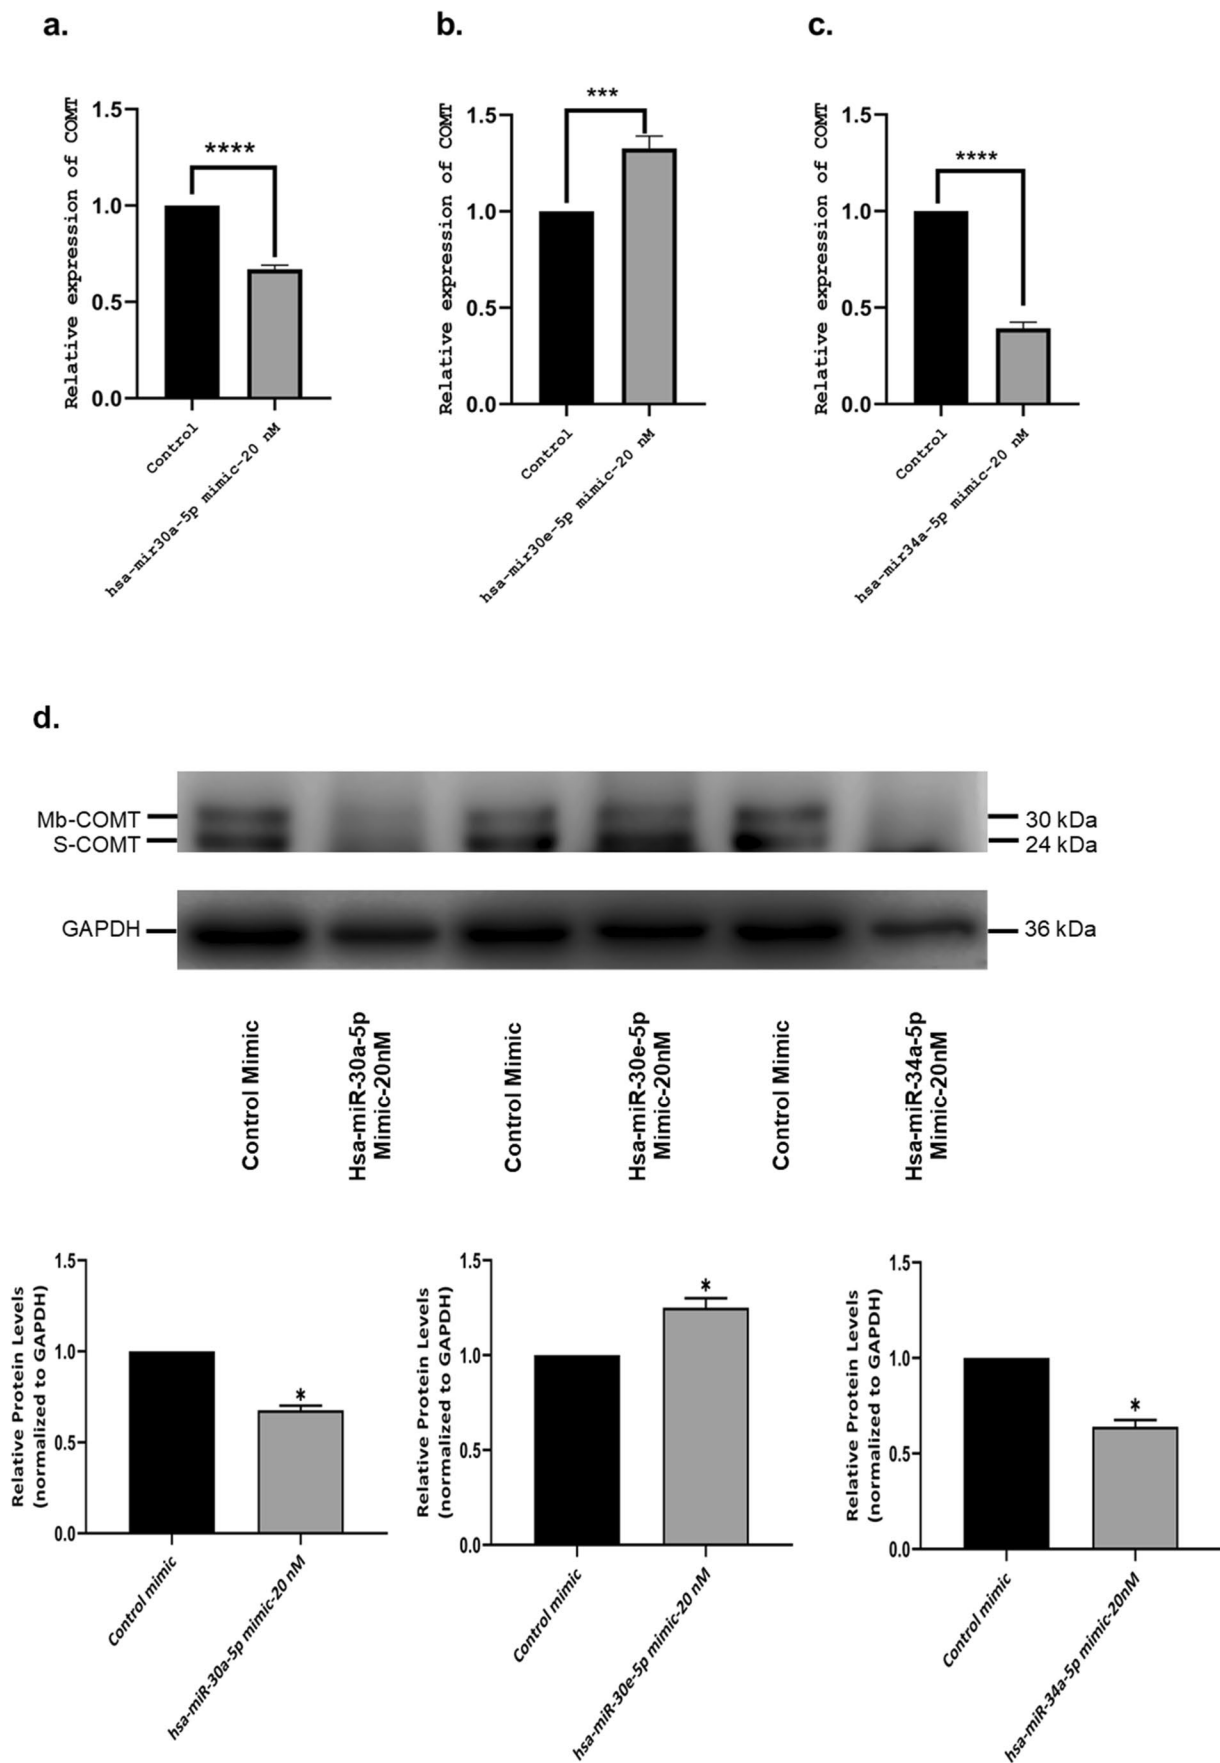 a.
b.
c.
Relative expression of COMT
1.5
1.0
0.5
0.0
****
Control
hsa-mir30a-5p mimic-20 nM
Relative expression of COMT
1.5
1.0
0.5
0.0
***
Control
hsa-mir30e-5p mimic-20 nM
Relative expression of COMT
1.5
1.0
0.5
0.0
****
Control
hsa-mir34a-5p mimic-20 nM
d.
Mb-COMT
S-COMT
30 kDa
24 kDa
GAPDH
36 kDa
Control Mimic
Hsa-miR-30a-5p
Mimic-20nM
Control Mimic
Hsa-miR-30e-5p
Mimic-20nM
Control Mimic
Hsa-miR-34a-5p
Mimic-20nM
Relative Protein Levels
(normalized to GAPDH)
1.5
1.0
0.5
0.0
*
Control mimic
hsa-miR-30a-5p mimic-20 nM
Relative Protein Levels
(normalized to GAPDH)
1.5
1.0
0.5
0.0
*
Control mimic
hsa-miR-30e-5p mimic-20 nM
Relative Protein Levels
(normalized to GAPDH)
1.5
1.0
0.5
0.0
*
Control mimic
hsa-miR-34a-5p mimic-20nM